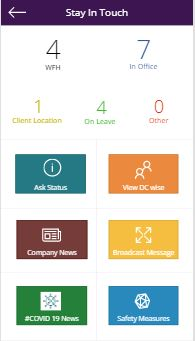 Stay In Touch
4 7
WFH In Office
1 4 0
Client Location On Leave Other
Ask Status View DC wise
Company News Broadcast Message
#COVID 19 News Safety Measures